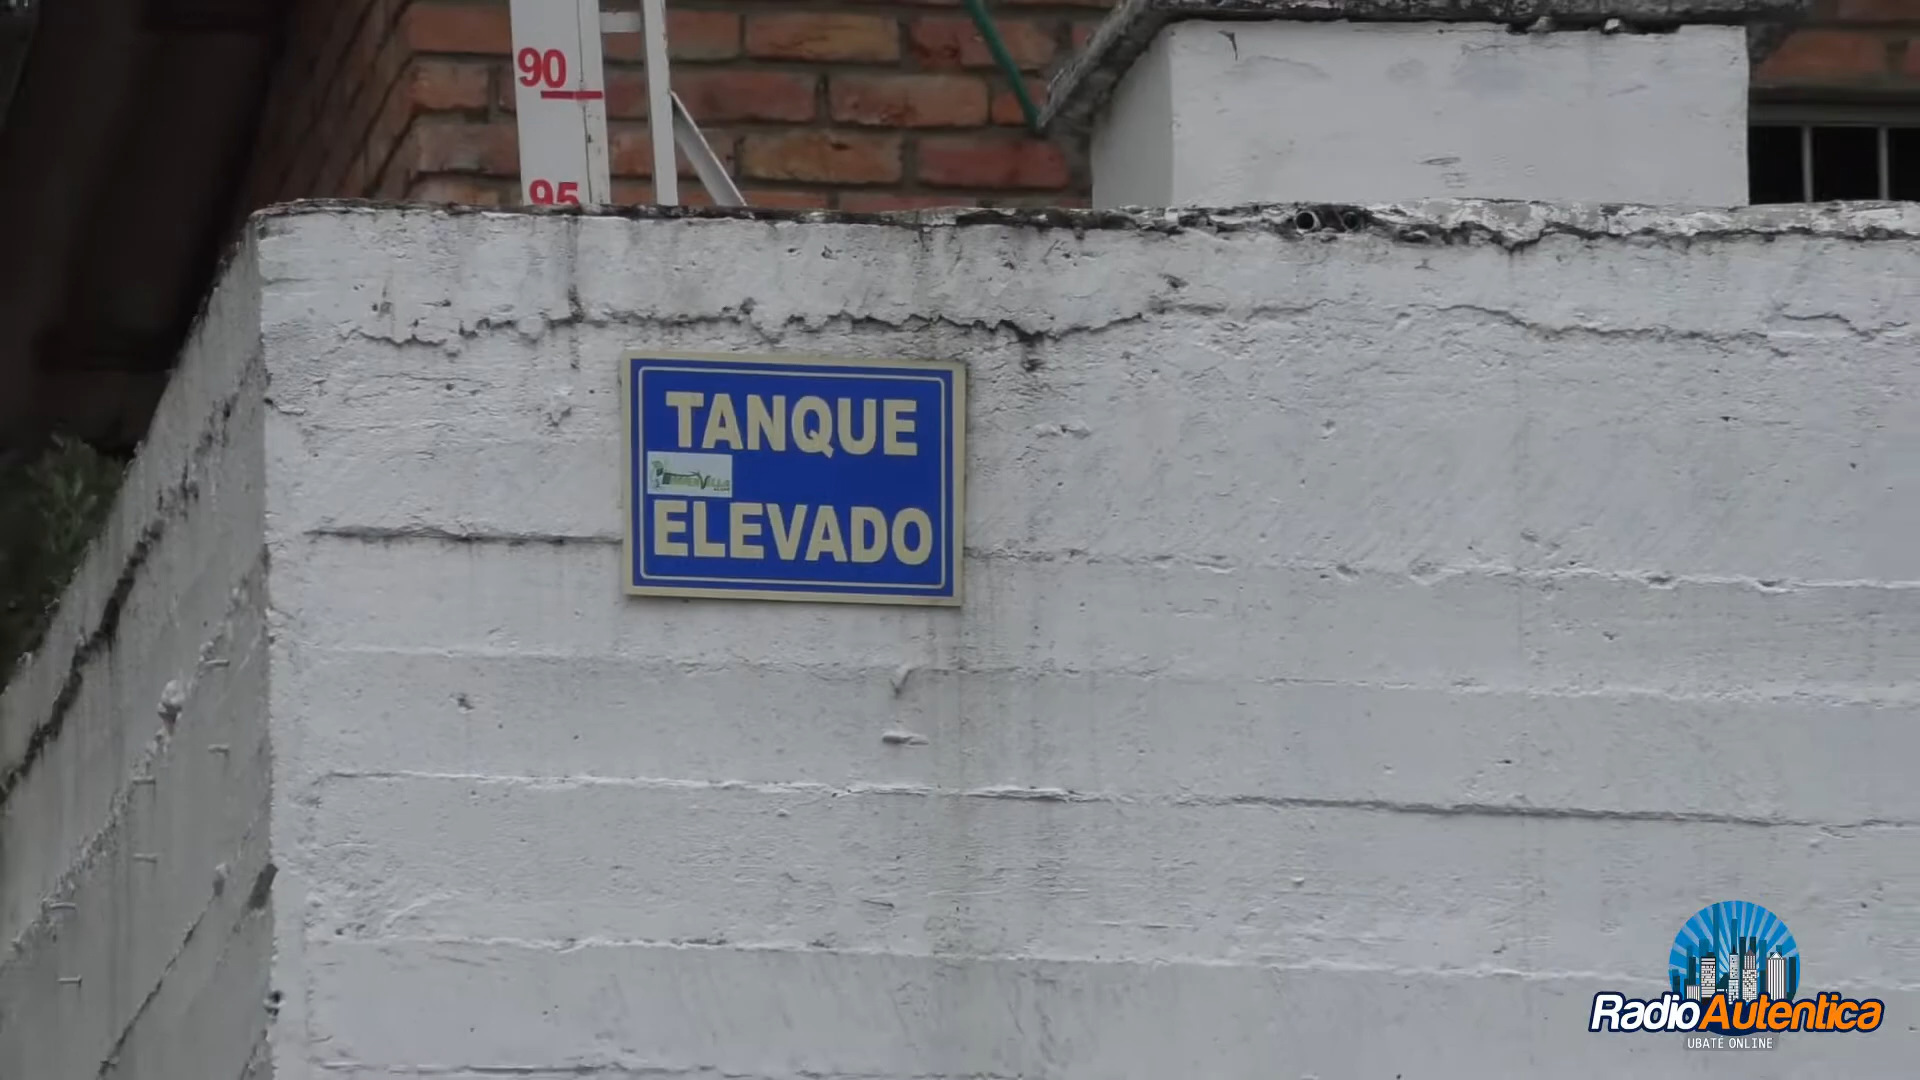 90
95
TANQUE
ELEVADO
RadioAutentica
UBATÉ ONLINE